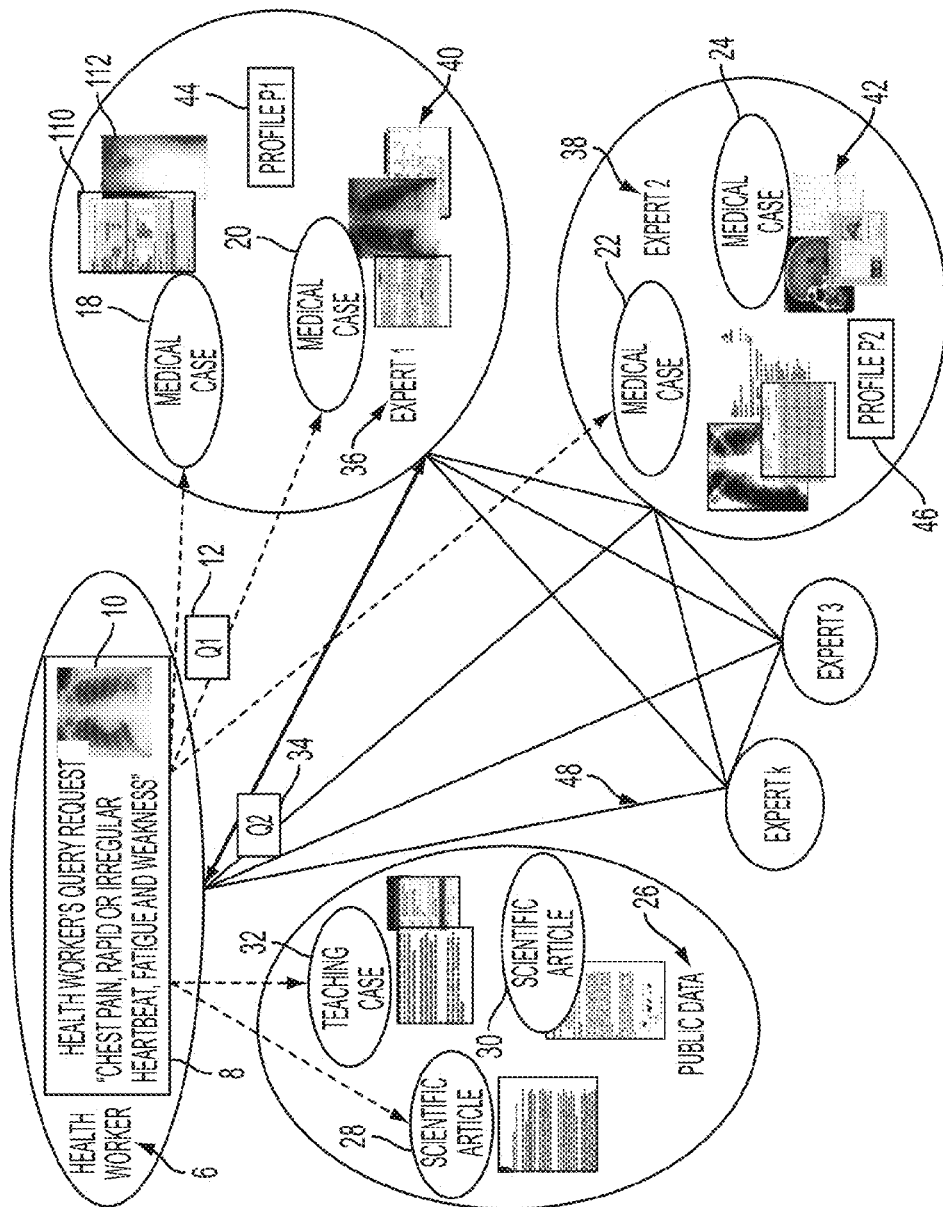 HEALTH
WORKER
6
8
HEALTH WORKER'S QUERY REQUEST
"CHEST PAIN, RAPID OR IRREGULAR
HEARTBEAT, FATIGUE AND WEAKNESS"
10
Q1
12
Q2
34
28
SCIENTIFIC
ARTICLE
32
TEACHING
CASE
30
SCIENTIFIC
ARTICLE
PUBLIC DATA
26
18
MEDICAL
CASE
110
112
20
MEDICAL
CASE
44
PROFILE P1
36
EXPERT 1
40
22
MEDICAL
CASE
38
EXPERT 2
24
MEDICAL
CASE
42
46
PROFILE P2
48
EXPERT k
EXPERT 3